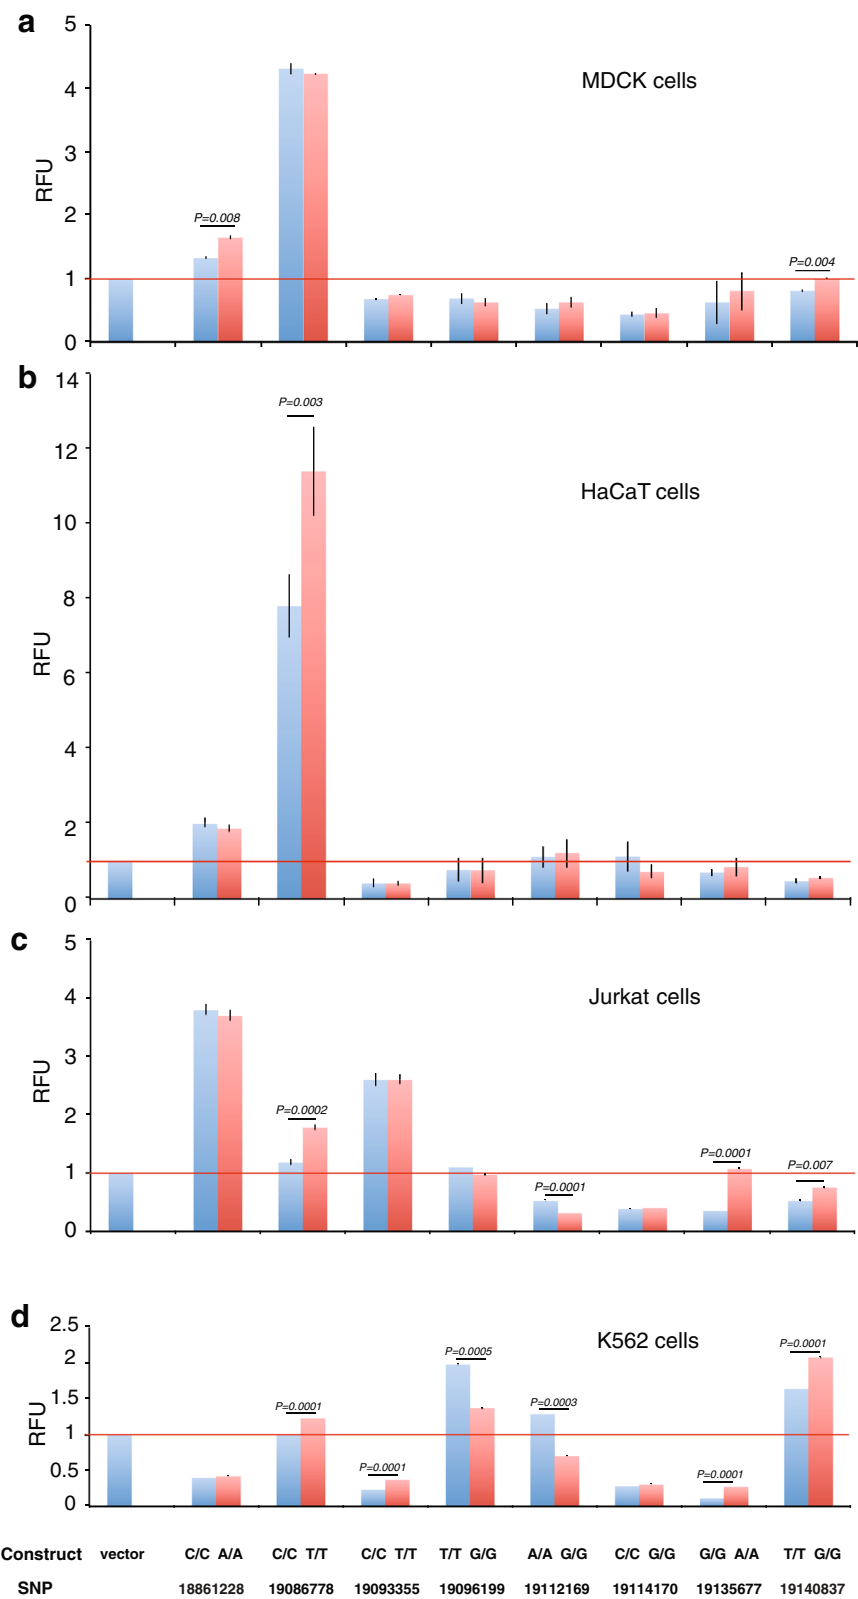 a
5
4
3
2
1
0
RFU
MDCK cells
P=0.008
P=0.004
b
14
12
10
8
6
4
2
0
RFU
HaCaT cells
P=0.003
c
5
4
3
2
1
0
RFU
Jurkat cells
P=0.0002
P=0.0001
P=0.0001
P=0.007
d
2.5
2
1.5
1
0.5
0
RFU
K562 cells
P=0.0001
P=0.0001
P=0.0005
P=0.0003
P=0.0001
P=0.0001
Construct vector C/C A/A C/C T/T C/C T/T T/T G/G A/A G/G C/C G/G G/G A/A T/T G/G
SNP 18861228 19086778 19093355 19096199 19112169 19114170 19135677 19140837